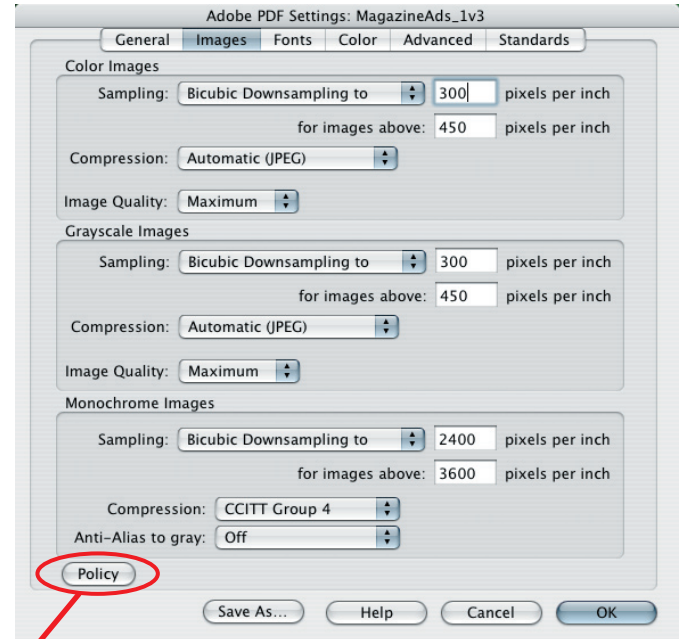 Adobe PDF Settings: MagazineAds_1v3
General Images Fonts Color Advanced Standards
Color Images
Sampling: Bicubic Downsampling to 300 pixels per inch
for images above: 450 pixels per inch
Compression: Automatic (JPEG)
Image Quality: Maximum
Grayscale Images
Sampling: Bicubic Downsampling to 300 pixels per inch
for images above: 450 pixels per inch
Compression: Automatic (JPEG)
Image Quality: Maximum
Monochrome Images
Sampling: Bicubic Downsampling to 2400 pixels per inch
for images above: 3600 pixels per inch
Compression: CCITT Group 4
Anti-Alias to gray: Off
Policy
Save As... Help Cancel OK